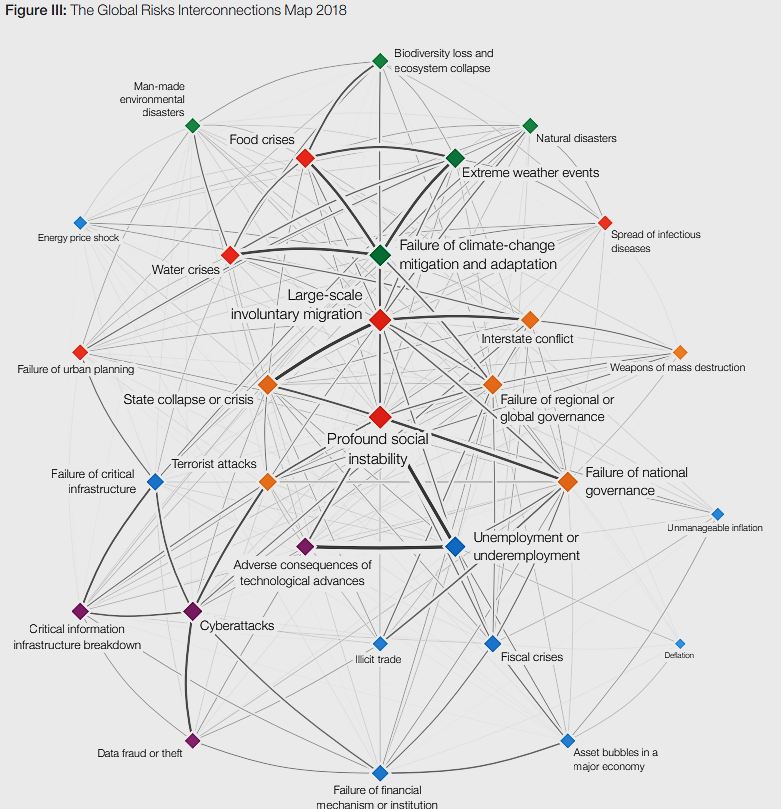 Figure III: The Global Risks Interconnections Map 2018
Biodiversity loss and
ecosystem collapse
Man-made
environmental
disasters
Food crises
Natural disasters
Extreme weather events
Energy price shock
Spread of infectious
diseases
Water crises
Failure of climate-change
mitigation and adaptation
Large-scale
involuntary migration
Interstate conflict
Failure of urban planning
Weapons of mass destruction
State collapse or crisis
Failure of regional or
global governance
Profound social
instability
Failure of critical
infrastructure
Terrorist attacks
Failure of national
governance
Unmanageable inflation
Adverse consequences of
technological advances
Unemployment or
underemployment
Critical information
infrastructure breakdown
Cyberattacks
Illicit trade
Fiscal crises
Deflation
Data fraud or theft
Asset bubbles in a
major economy
Failure of financial
mechanism or institution